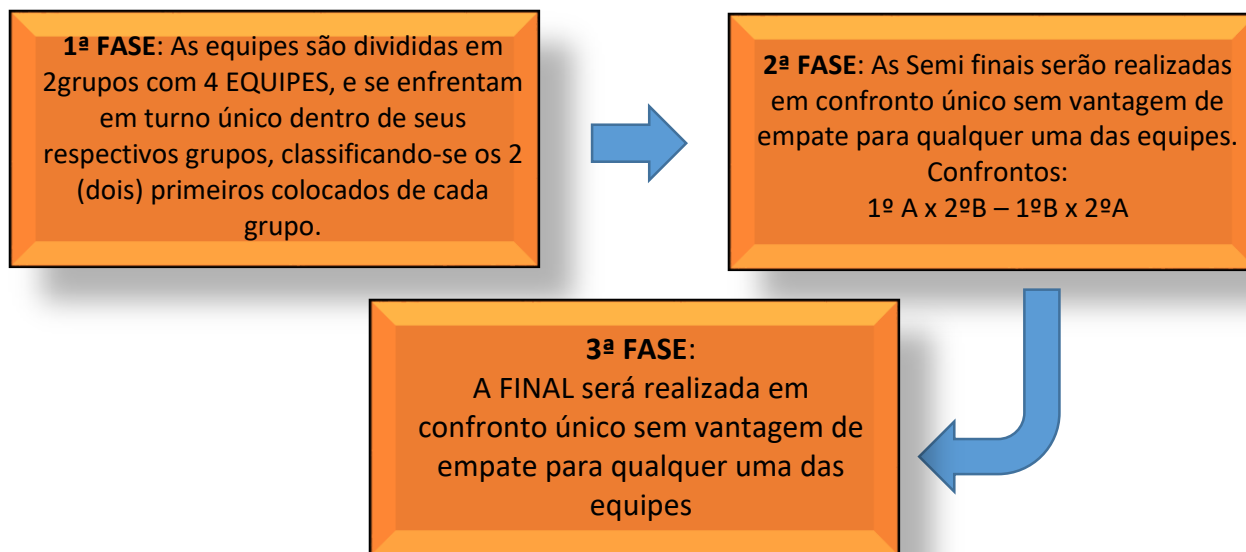 1ª FASE: As equipes são divididas em
2grupos com 4 EQUIPES, e se enfrentam
em turno único dentro de seus
respectivos grupos, classificando-se os 2
(dois) primeiros colocados de cada
grupo.
2ª FASE: As Semi finais serão realizadas
em confronto único sem vantagem de
empate para qualquer uma das equipes.
Confrontos:
1º A x 2ºB – 1ºB x 2ºA
3ª FASE:
A FINAL será realizada em
confronto único sem vantagem de
empate para qualquer uma das
equipes